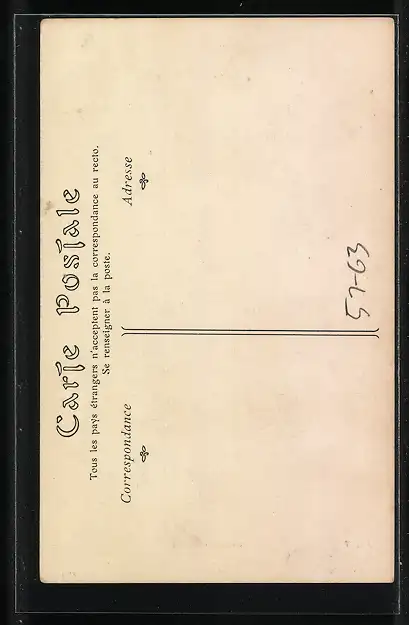 Carte Postale
Tous les pays étrangers n'acceptent pas la correspondance au recto.
Se renseigner à la poste.
Correspondance
Adresse
57-63